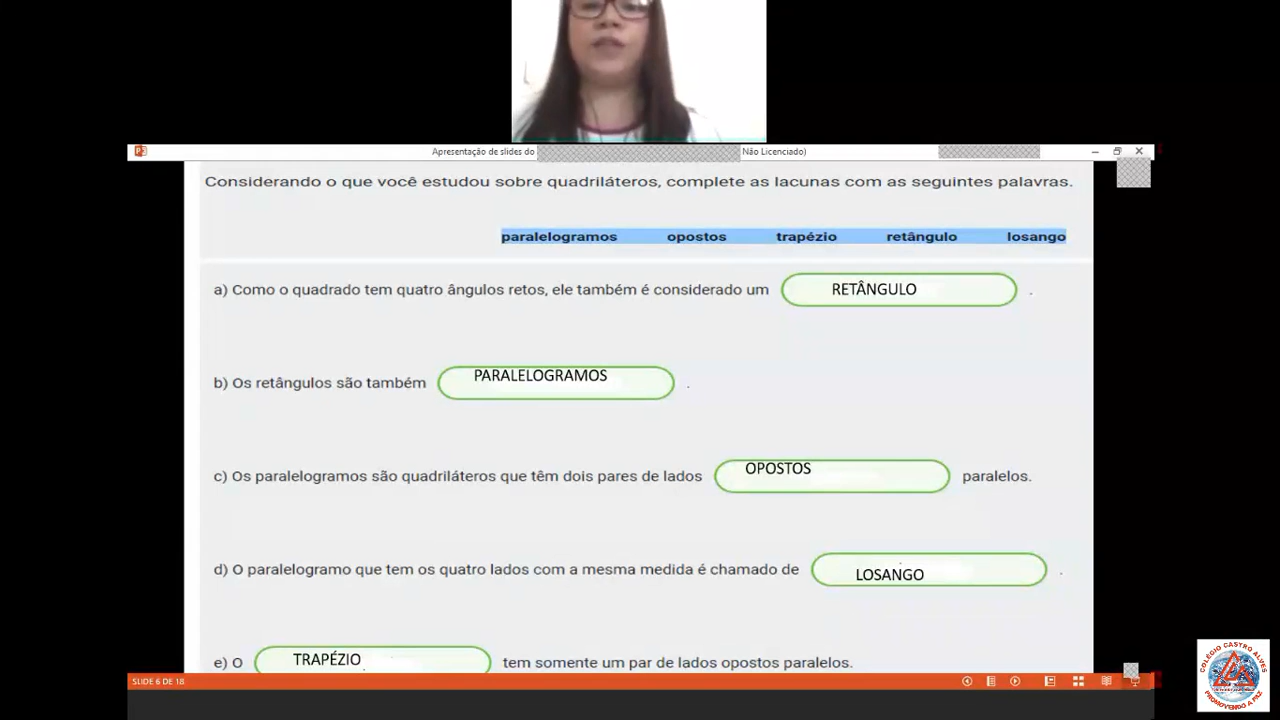 Apresentação de slides do
Não Licenciado)
Considerando o que você estudou sobre quadriláteros, complete as lacunas com as seguintes palavras.
paralelogramos opostos trapézio retângulo losango
a) Como o quadrado tem quatro ângulos retos, ele também é considerado um RETÂNGULO .
b) Os retângulos são também PARALELOGRAMOS .
c) Os paralelogramos são quadriláteros que têm dois pares de lados OPOSTOS paralelos.
d) O paralelogramo que tem os quatro lados com a mesma medida é chamado de LOSANGO .
e) O TRAPÉZIO tem somente um par de lados opostos paralelos.
SLIDE 6 DE 18
COLÉGIO CASTRO ALVES
PROMOVENDO A PAZ